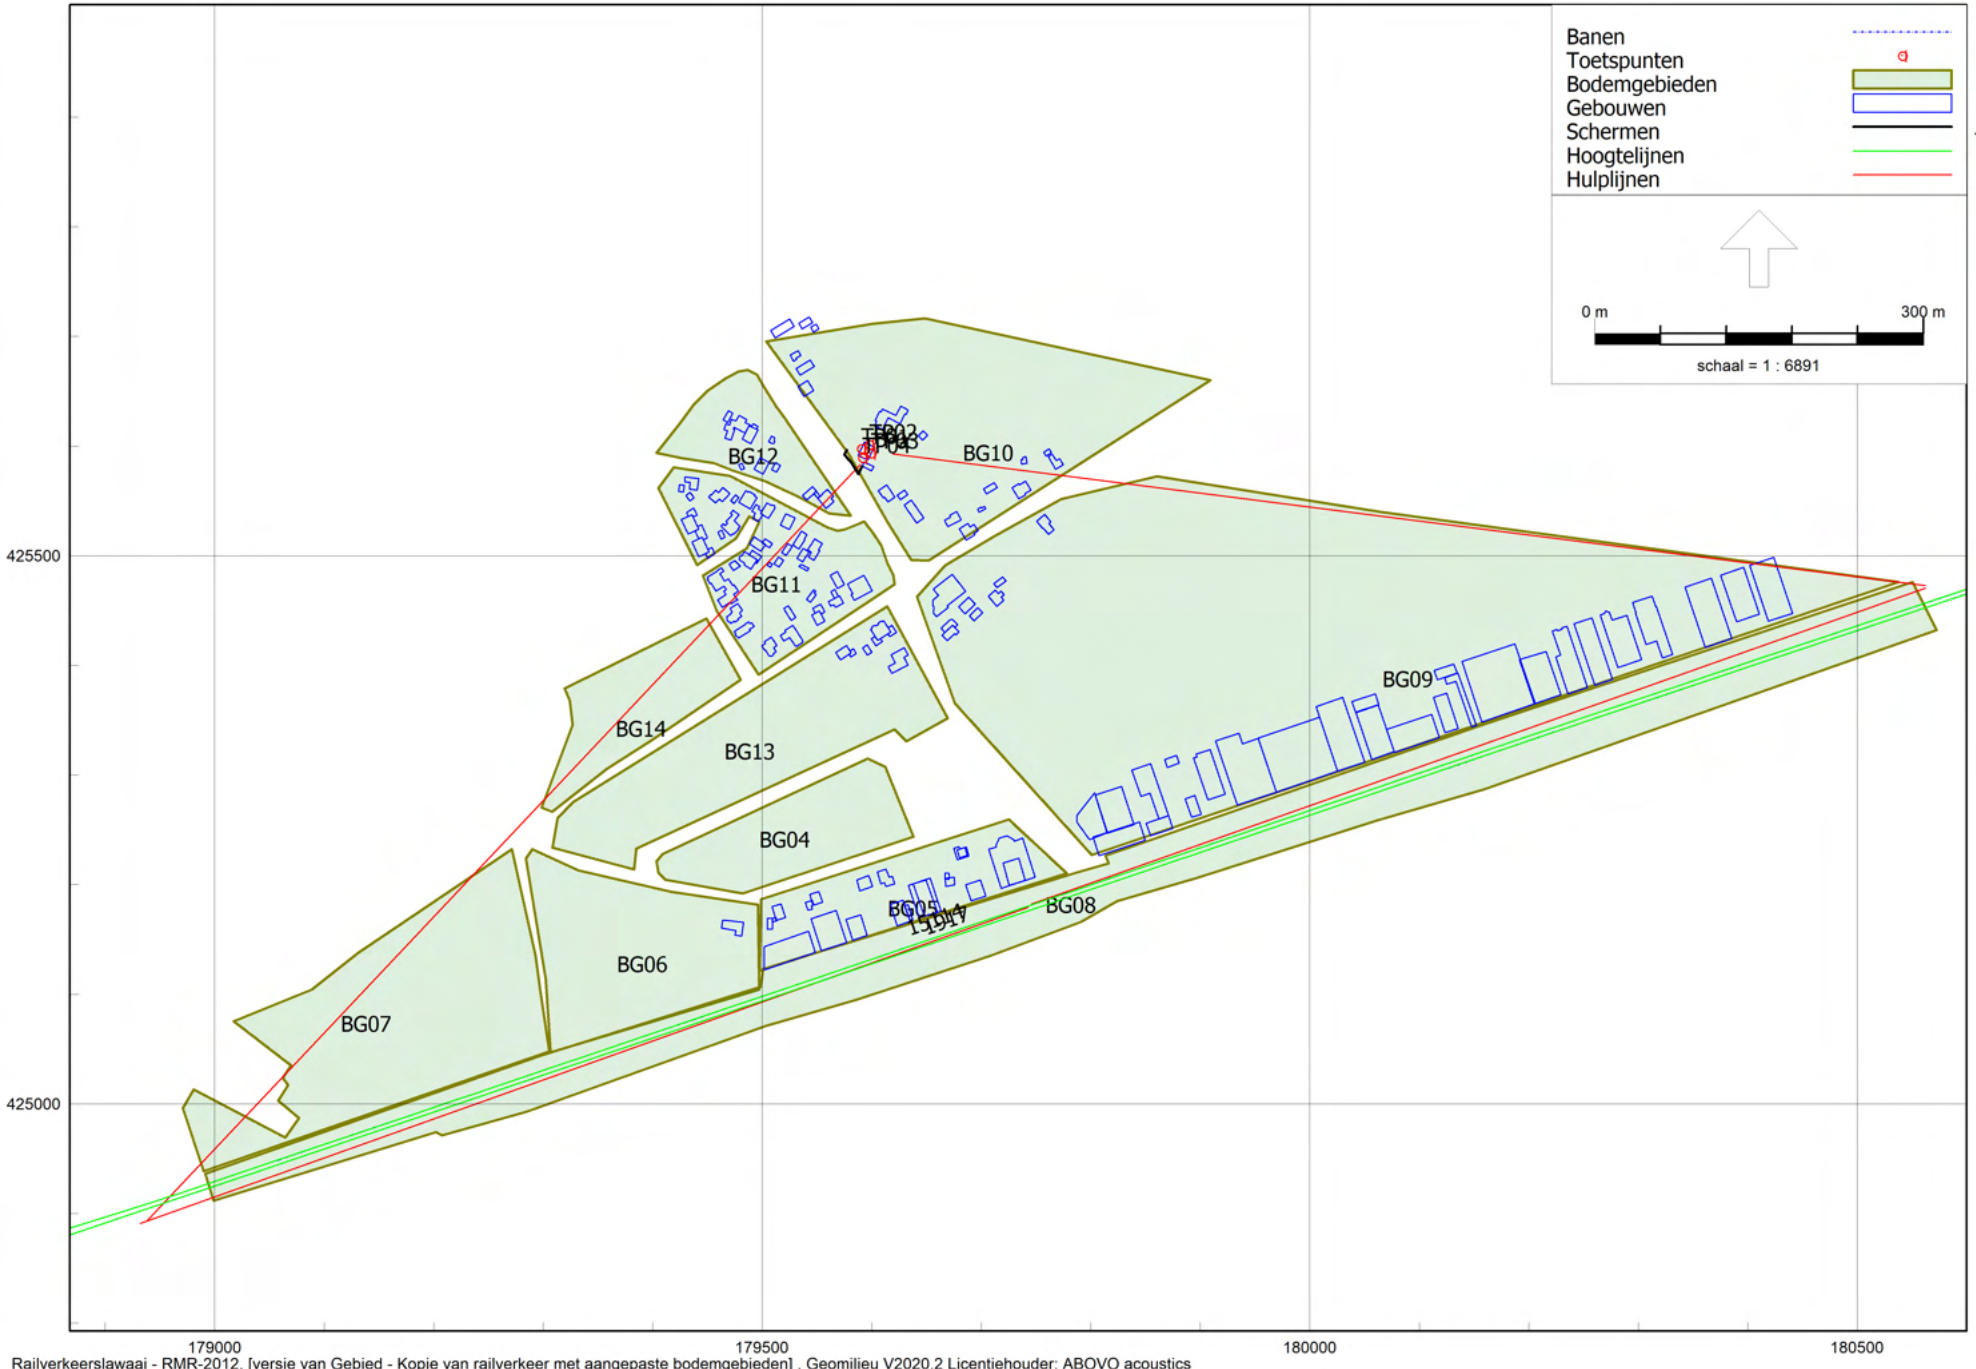 Banen
Toetspunten
Bodemgebieden
Gebouwen
Schermen
Hoogtelijnen
Hulplijnen
0 m 300 m
schaal = 1 : 6891
BG12
BG10
BG11
425500
BG09
BG14
BG13
BG04
BG05
BG08
BG06
BG07
425000
179000 179500 180000 180500
Railverkeerslawaai - RMR-2012, [versie van Gebied - Kopie van railverkeer met aangepaste bodemgebieden] , Geomilieu V2020.2 Licentiehouder: ABOVO acoustics